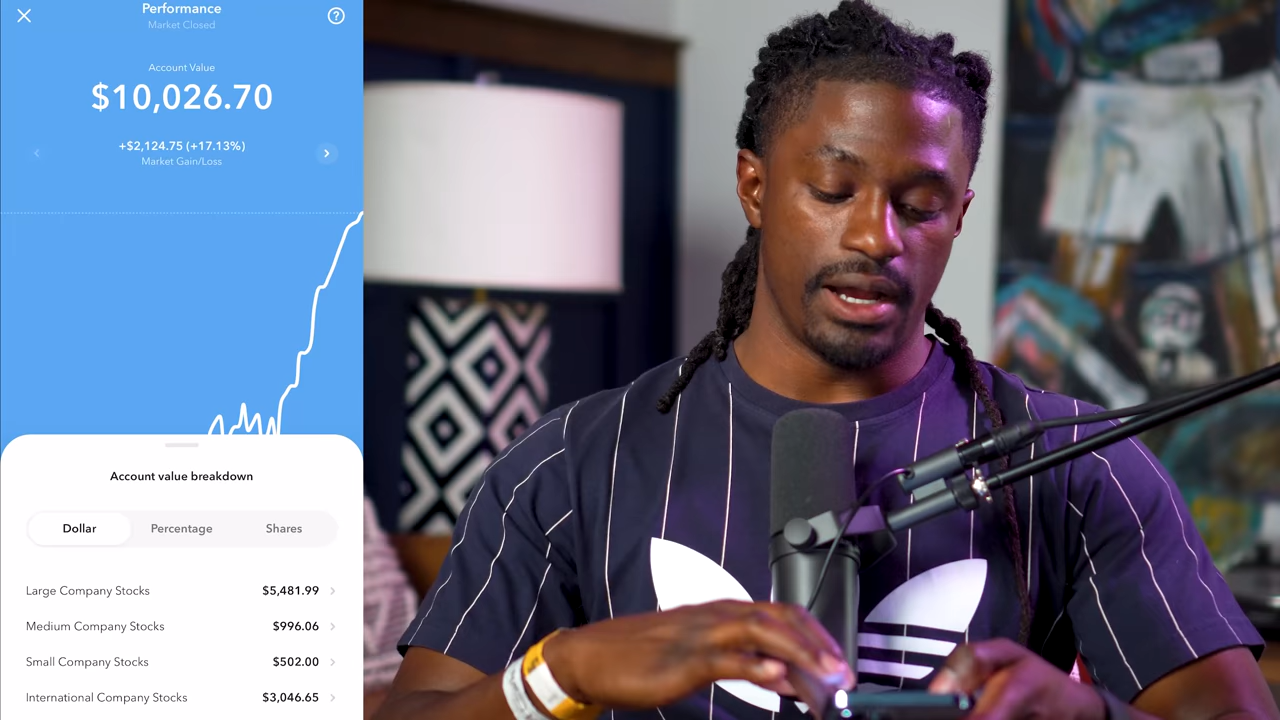 Performance
Market Closed
Account Value
$10,026.70
+$2,124.75 (+17.13%)
Market Gain/Loss
Account value breakdown
Dollar Percentage Shares
Large Company Stocks $5,481.99
Medium Company Stocks $996.06
Small Company Stocks $502.00
International Company Stocks $3,046.65